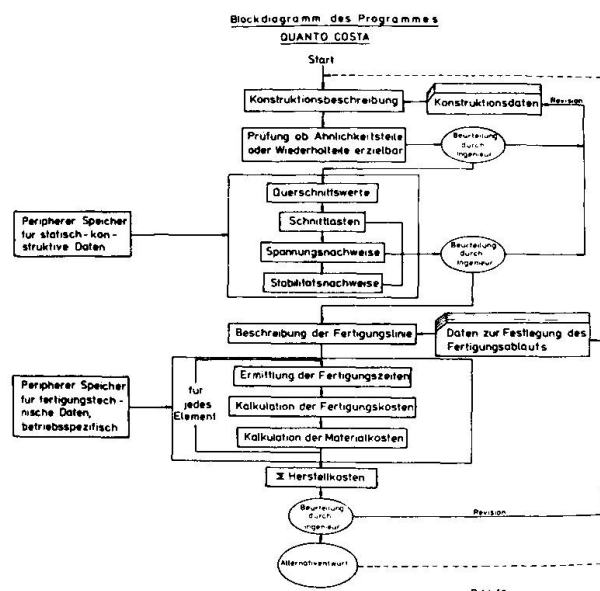 Blockdiagramm des Programmes
QUANTO COSTA
Start
Konstruktionsbeschreibung
Konstruktionsdaten
Revision
Prüfung ob Ähnlichkeitsteile
oder Wiederholteile erzielbar
Beurteilung
durch
Ingenieur
Querschnittswerte
Schnittlasten
Spannungsnachweise
Stabilitätsnachweise
Peripherer Speicher
für statisch-kon-
struktive Daten
Beurteilung
durch
Ingenieur
Beschreibung der Fertigungslinie
Daten zur Festlegung des
Fertigungsablaufs
Peripherer Speicher
für fertigungstech-
nische Daten,
betriebsspezifisch
für
jedes
Element
Ermittlung der Fertigungszeiten
Kalkulation der Fertigungskosten
Kalkulation der Materialkosten
Σ Herstellkosten
Beurteilung
durch
Ingenieur
Revision
Alternativentwurf